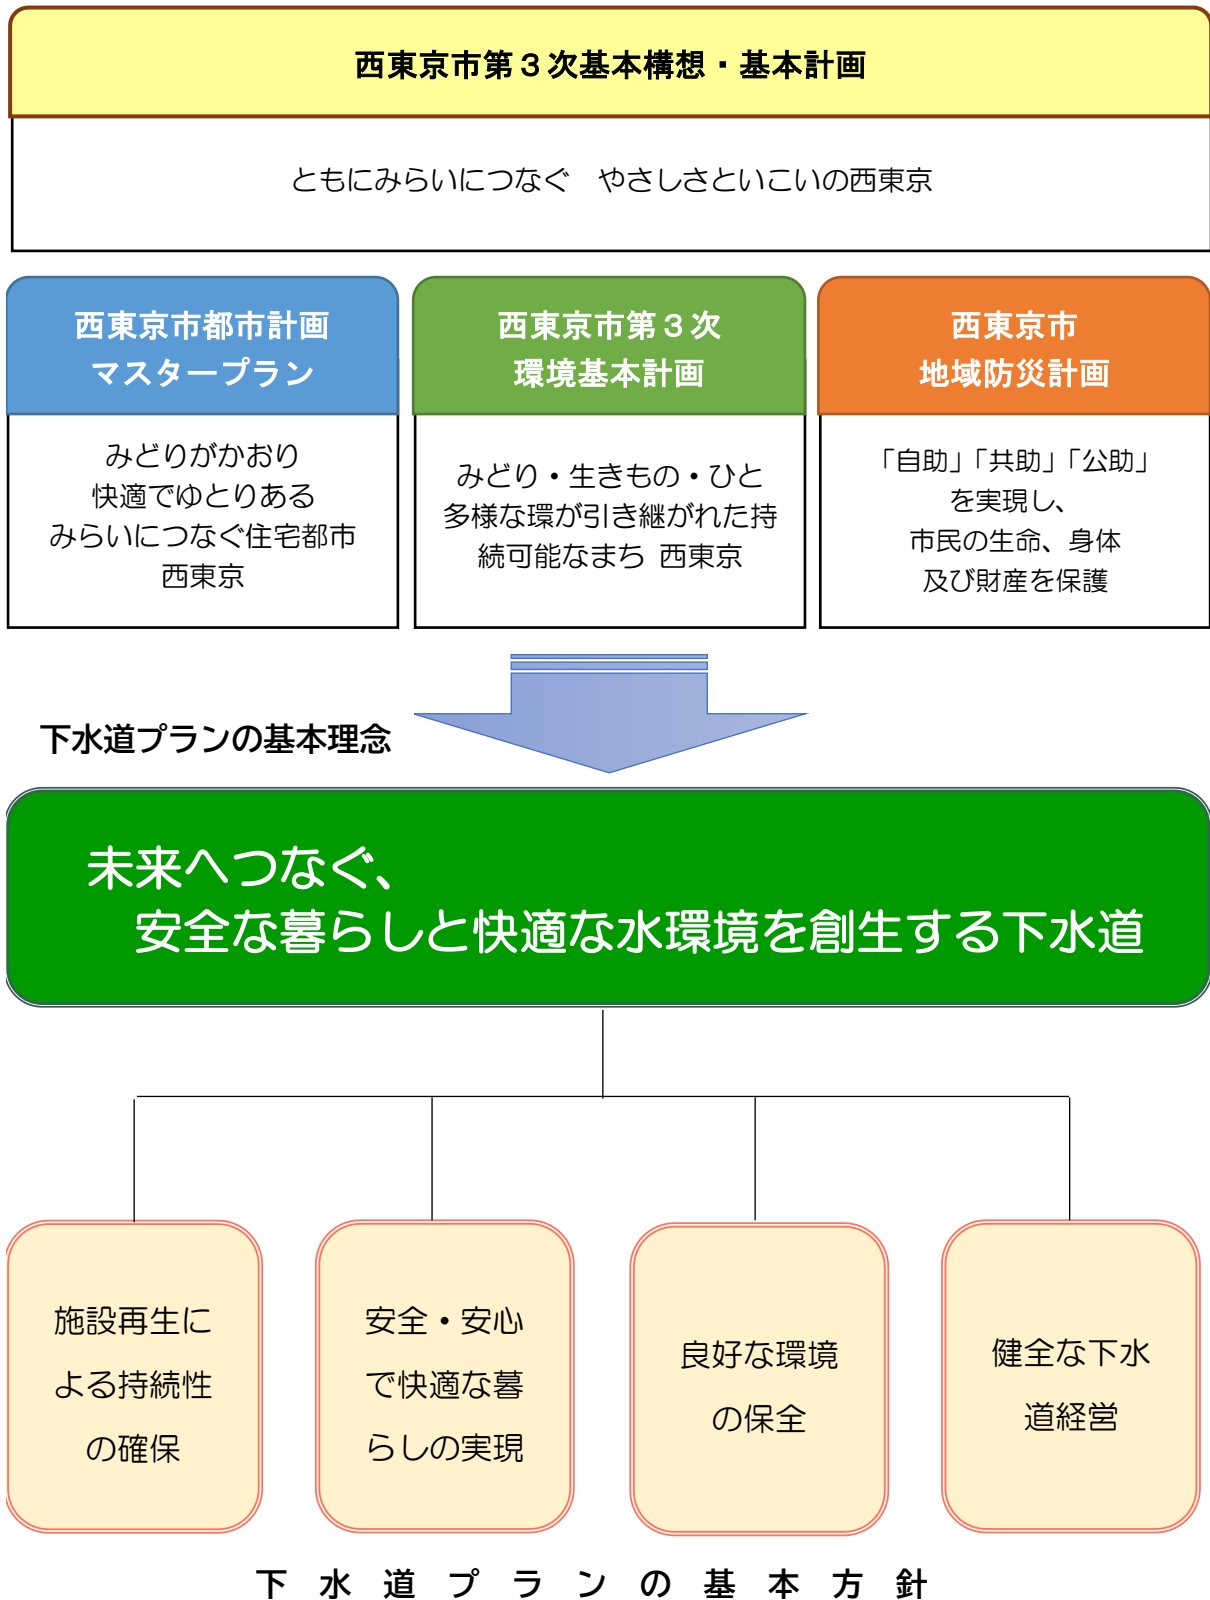 西東京市第３次基本構想・基本計画
ともにみらいにつなぐ　やさしさといこいの西東京
西東京市都市計画
マスタープラン
みどりがかおり
快適でゆとりある
みらいにつなぐ住宅都市
西東京
西東京市第３次
環境基本計画
みどり・生きもの・ひと
多様な環が引き継がれた持
続可能なまち 西東京
西東京市
地域防災計画
「自助」「共助」「公助」
を実現し、
市民の生命、身体
及び財産を保護
下水道プランの基本理念
未来へつなぐ、
安全な暮らしと快適な水環境を創生する下水道
施設再生に
よる持続性
の確保
安全・安心
で快適な暮
らしの実現
良好な環境
の保全
健全な下水
道経営
下水道プランの基本方針